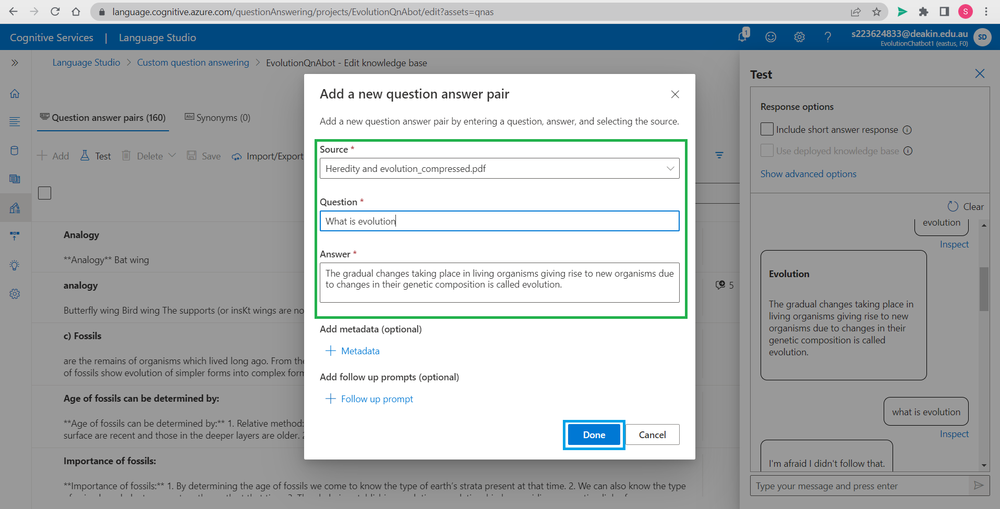 language.cognitive.azure.com/questionAnswering/projects/EvolutionQnAbot/edit?assets=qnas
S
Cognitive Services | Language Studio
1
s223624833@deakin.edu.au
EvolutionChatbot1 (eastus, F0)
SD
Language Studio > Custom question answering > EvolutionQnAbot - Edit knowledge base
Question answer pairs (160)
Abc Synonyms (0)
Add Test Delete Save Import/Export
Analogy
**Analogy** Bat wing
analogy
5
Butterfly wing Bird wing The supports (or insKt wings are no
c) Fossils
are the remains of organisms which lived long ago. From the
of fossils show evolution of simpler forms into complex form
Age of fossils can be determined by:
**Age of fossils can be determined by:** 1. Relative method:
surface are recent and those in the deeper layers are older. 2
Importance of fossils:
**Importance of fossils:** 1. By determining the age of fossils we come to know the type of earth's strata present at that time. 2. We can also know the type
Add a new question answer pair
Add a new question answer pair by entering a question, answer, and selecting the source.
Source *
Heredity and evolution_compressed.pdf
Question *
What is evolution
Answer *
The gradual changes taking place in living organisms giving rise to new organisms due
to changes in their genetic composition is called evolution.
Add metadata (optional)
+ Metadata
Add follow up prompts (optional)
+ Follow up prompt
Done
Cancel
Test
Response options
Include short answer response
Use deployed knowledge base
Show advanced options
Clear
evolution
Inspect
Evolution
The gradual changes taking place in
living organisms giving rise to new
organisms due to changes in their
genetic composition is called
evolution.
what is evolution
Inspect
I'm afraid I didn't follow that.
Type your message and press enter